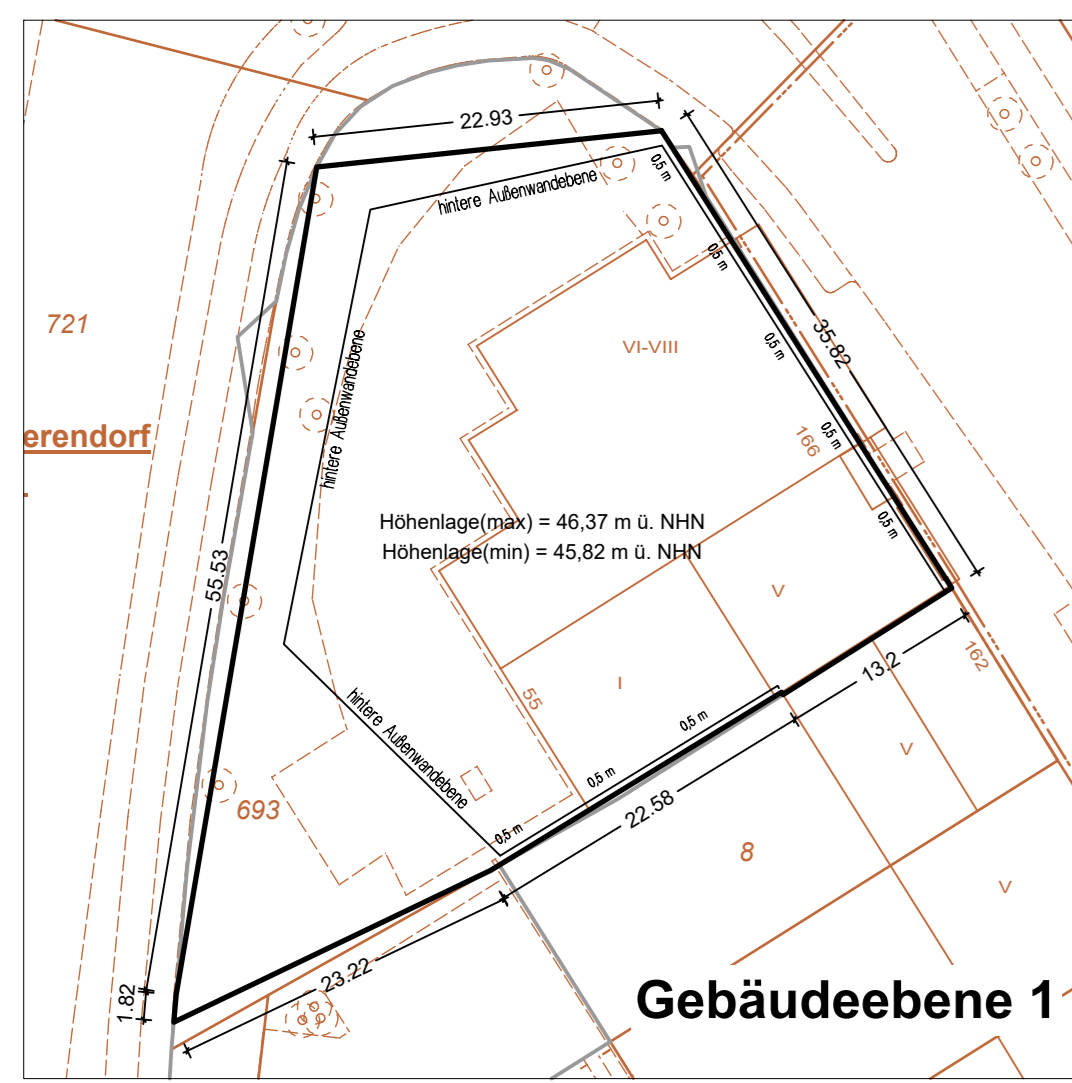 22.93
0,5 m
hintere Außenwandebene
0,5 m
721
35.82
0,5 m
VI-VIII
hintere Außenwandebene
erendorf
166
0,5 m
Höhenlage(max) = 46,37 m ü. NHN
0,5 m
Höhenlage(min) = 45,82 m ü. NHN
55.53
V
162
13.2
I
55
hintere Außenwandebene
0,5 m
V
0,5 m
693
22.58
0,5 m
8
V
23.22
1.82
Gebäudeebene 1